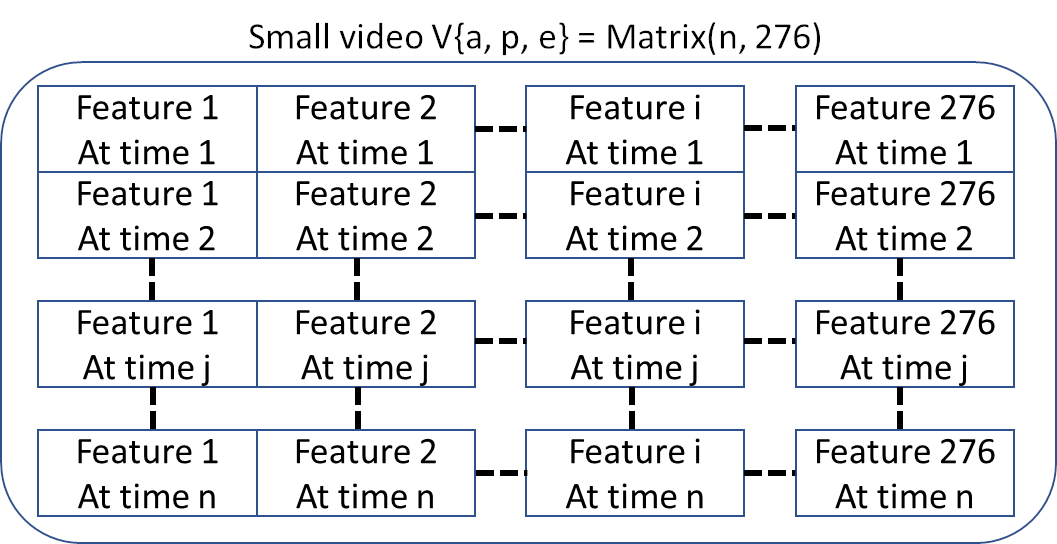 Small video V{a, p, e} = Matrix(n, 276)
Feature 1 Feature 2 Feature i Feature 276
At time 1 At time 1 At time 1 At time 1
Feature 1 Feature 2 Feature i Feature 276
At time 2 At time 2 At time 2 At time 2
Feature 1 Feature 2 Feature i Feature 276
At time j At time j At time j At time j
Feature 1 Feature 2 Feature i Feature 276
At time n At time n At time n At time n